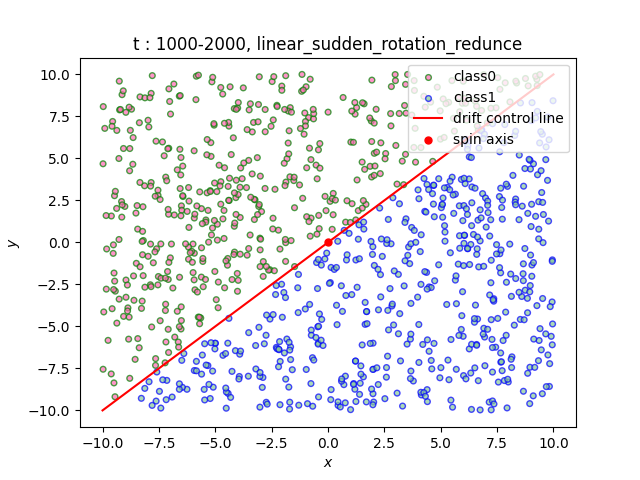 t : 1000-2000, linear_sudden_rotation_redunce
class0
class1
drift control line
spin axis
10.0
7.5
5.0
2.5
0.0
−2.5
−5.0
−7.5
−10.0
y
−10.0 −7.5 −5.0 −2.5 0.0 2.5 5.0 7.5 10.0
x